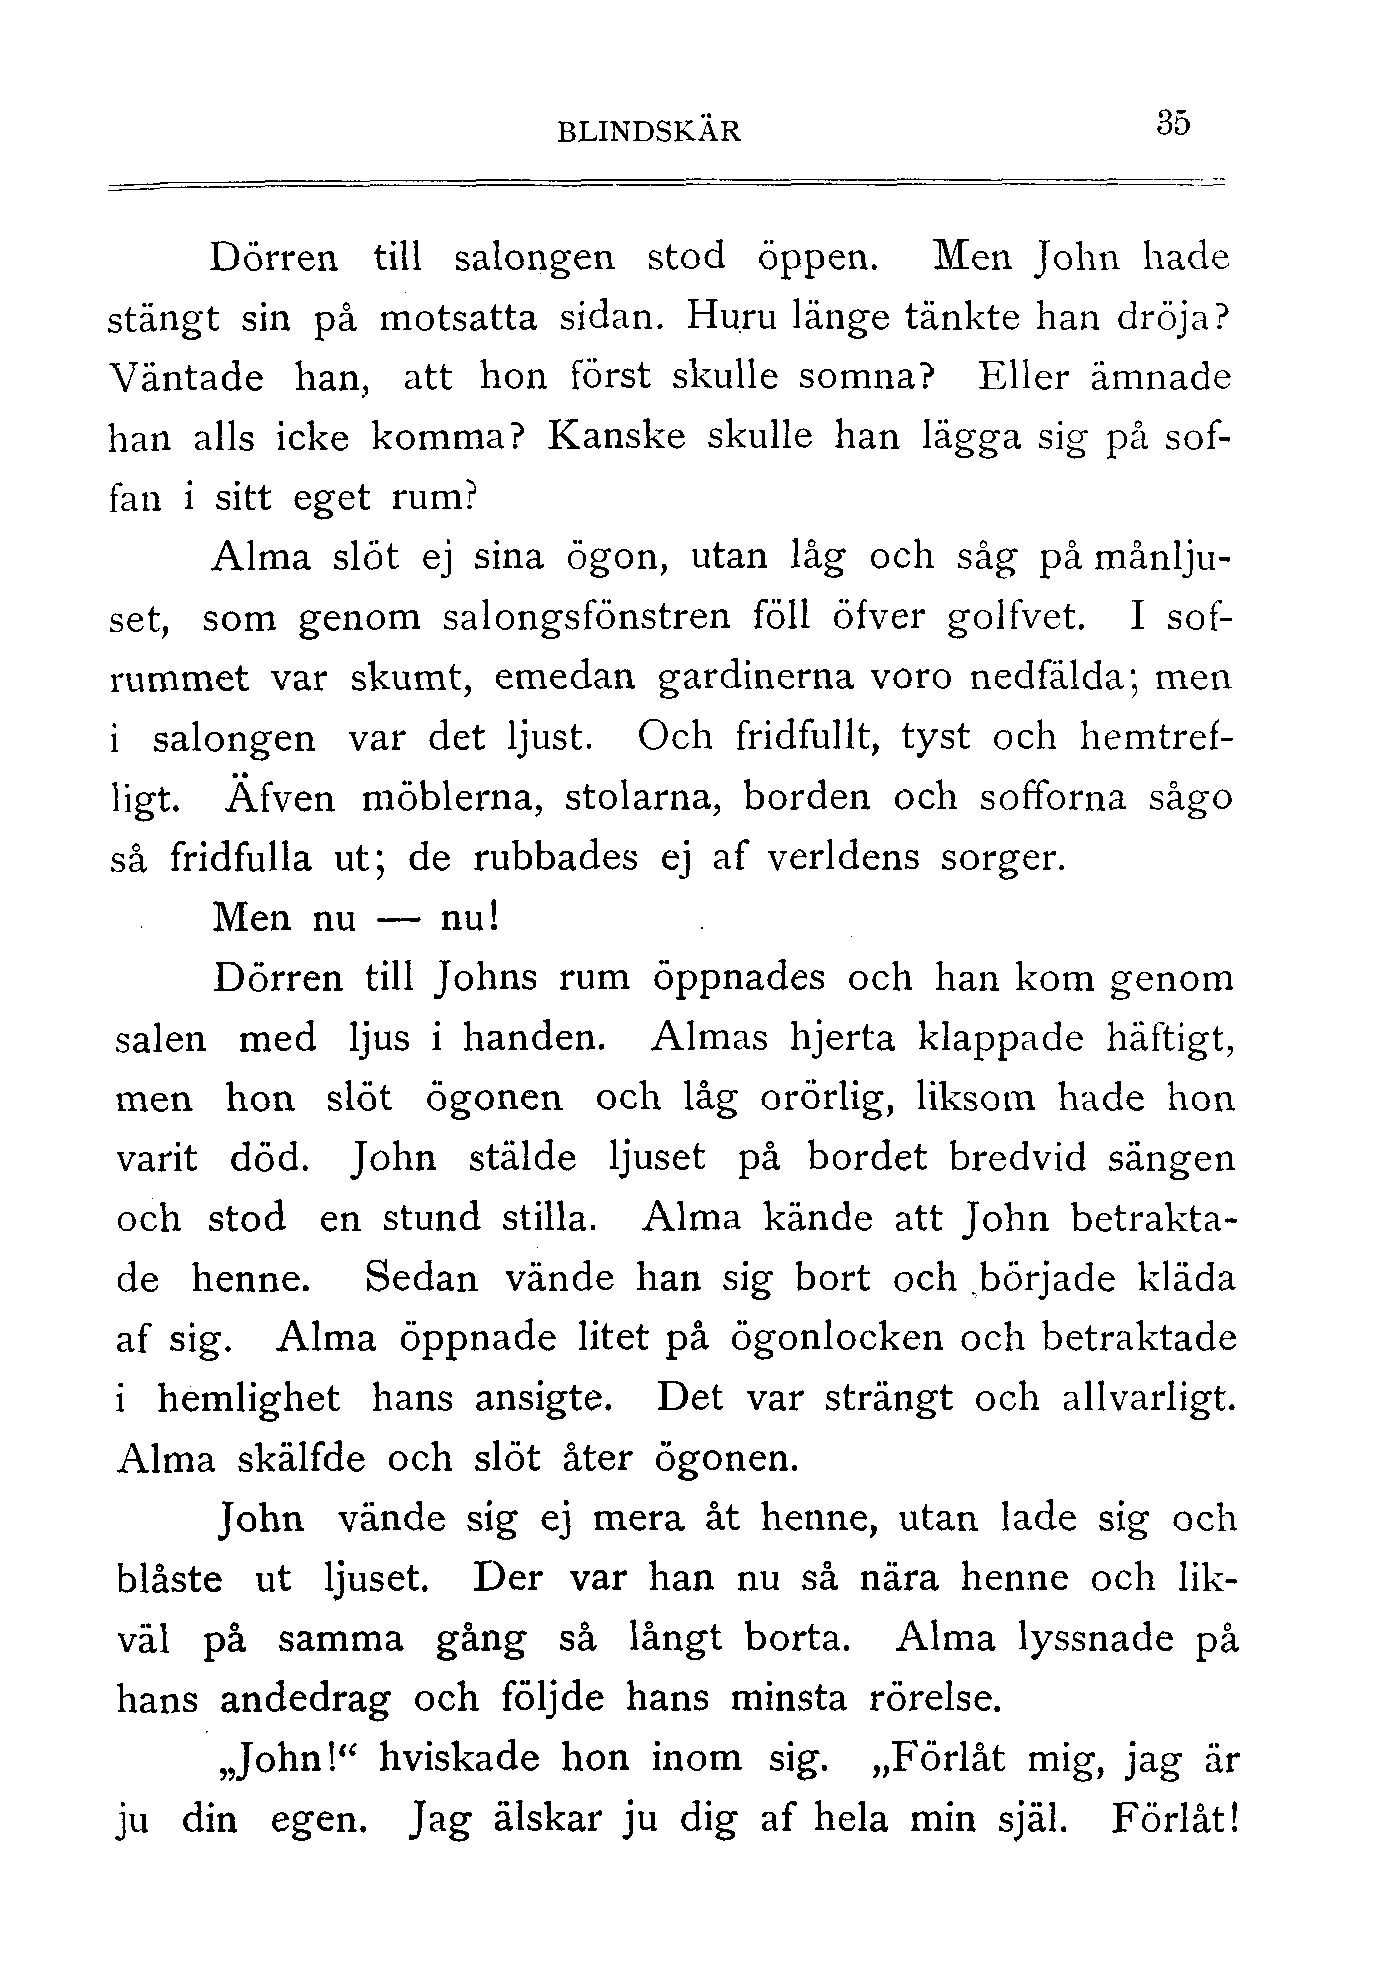 BLINDSKÄR 35
Dörren till salongen stod öppen. Men John hade
stängt sin på motsatta sidan. Huru länge tänkte han dröja?
Väntade han, att hon först skulle somna? Eller ämnade
han alls icke komma? Kanske skulle han lägga sig på sof-
fan i sitt eget rum?
Alma slöt ej sina ögon, utan låg och såg på månlju-
set, som genom salongsfönstren föll öfver golfvet. I sof-
rummet var skumt, emedan gardinerna voro nedfälda; men
i salongen var det ljust. Och fridfullt, tyst och hemtref-
ligt. Äfven möblerna, stolarna, borden och sofforna sågo
så fridfulla ut; de rubbades ej af verldens sorger.
Men nu — nu!
Dörren till Johns rum öppnades och han kom genom
salen med ljus i handen. Almas hjerta klappade häftigt,
men hon slöt ögonen och låg orörlig, liksom hade hon
varit död. John stälde ljuset på bordet bredvid sängen
och stod en stund stilla. Alma kände att John betrakta-
de henne. Sedan vände han sig bort och började kläda
af sig. Alma öppnade litet på ögonlocken och betraktade
i hemlighet hans ansigte. Det var strängt och allvarligt.
Alma skälfde och slöt åter ögonen.
John vände sig ej mera åt henne, utan lade sig och
blåste ut ljuset. Der var han nu så nära henne och lik-
väl på samma gång så långt borta. Alma lyssnade på
hans andedrag och följde hans minsta rörelse.
„John!“ hviskade hon inom sig. „Förlåt mig, jag är
ju din egen. Jag älskar ju dig af hela min själ. Förlåt!